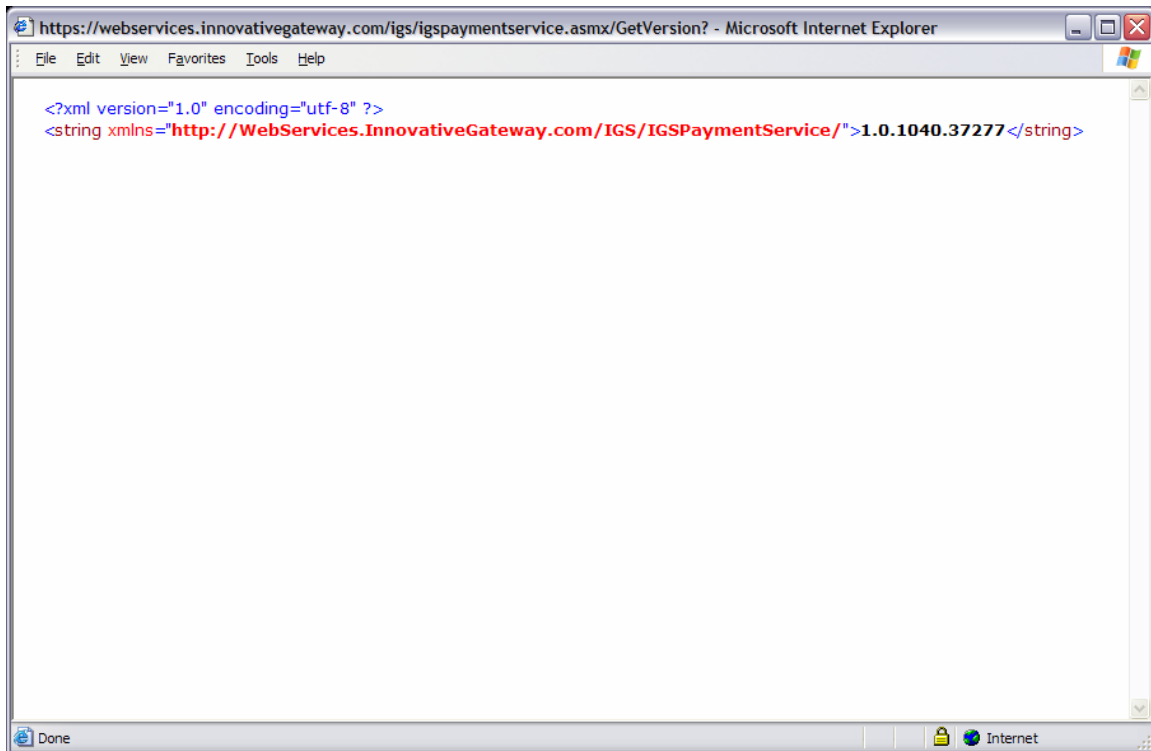 https://webservices.innovativegateway.com/igs/igspaymentservice.asmx/GetVersion? - Microsoft Internet Explorer
File Edit View Favorites Tools Help
<?xml version="1.0" encoding="utf-8" ?>
<string xmlns="http://WebServices.InnovativeGateway.com/IGS/IGSPaymentService/">1.0.1040.37277</string>
Done Internet